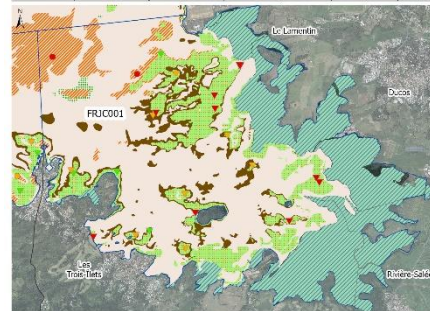 N
Le Lamentin
Ducos
FRJC001
Les
Trois-Ilets
Rivière-Salée